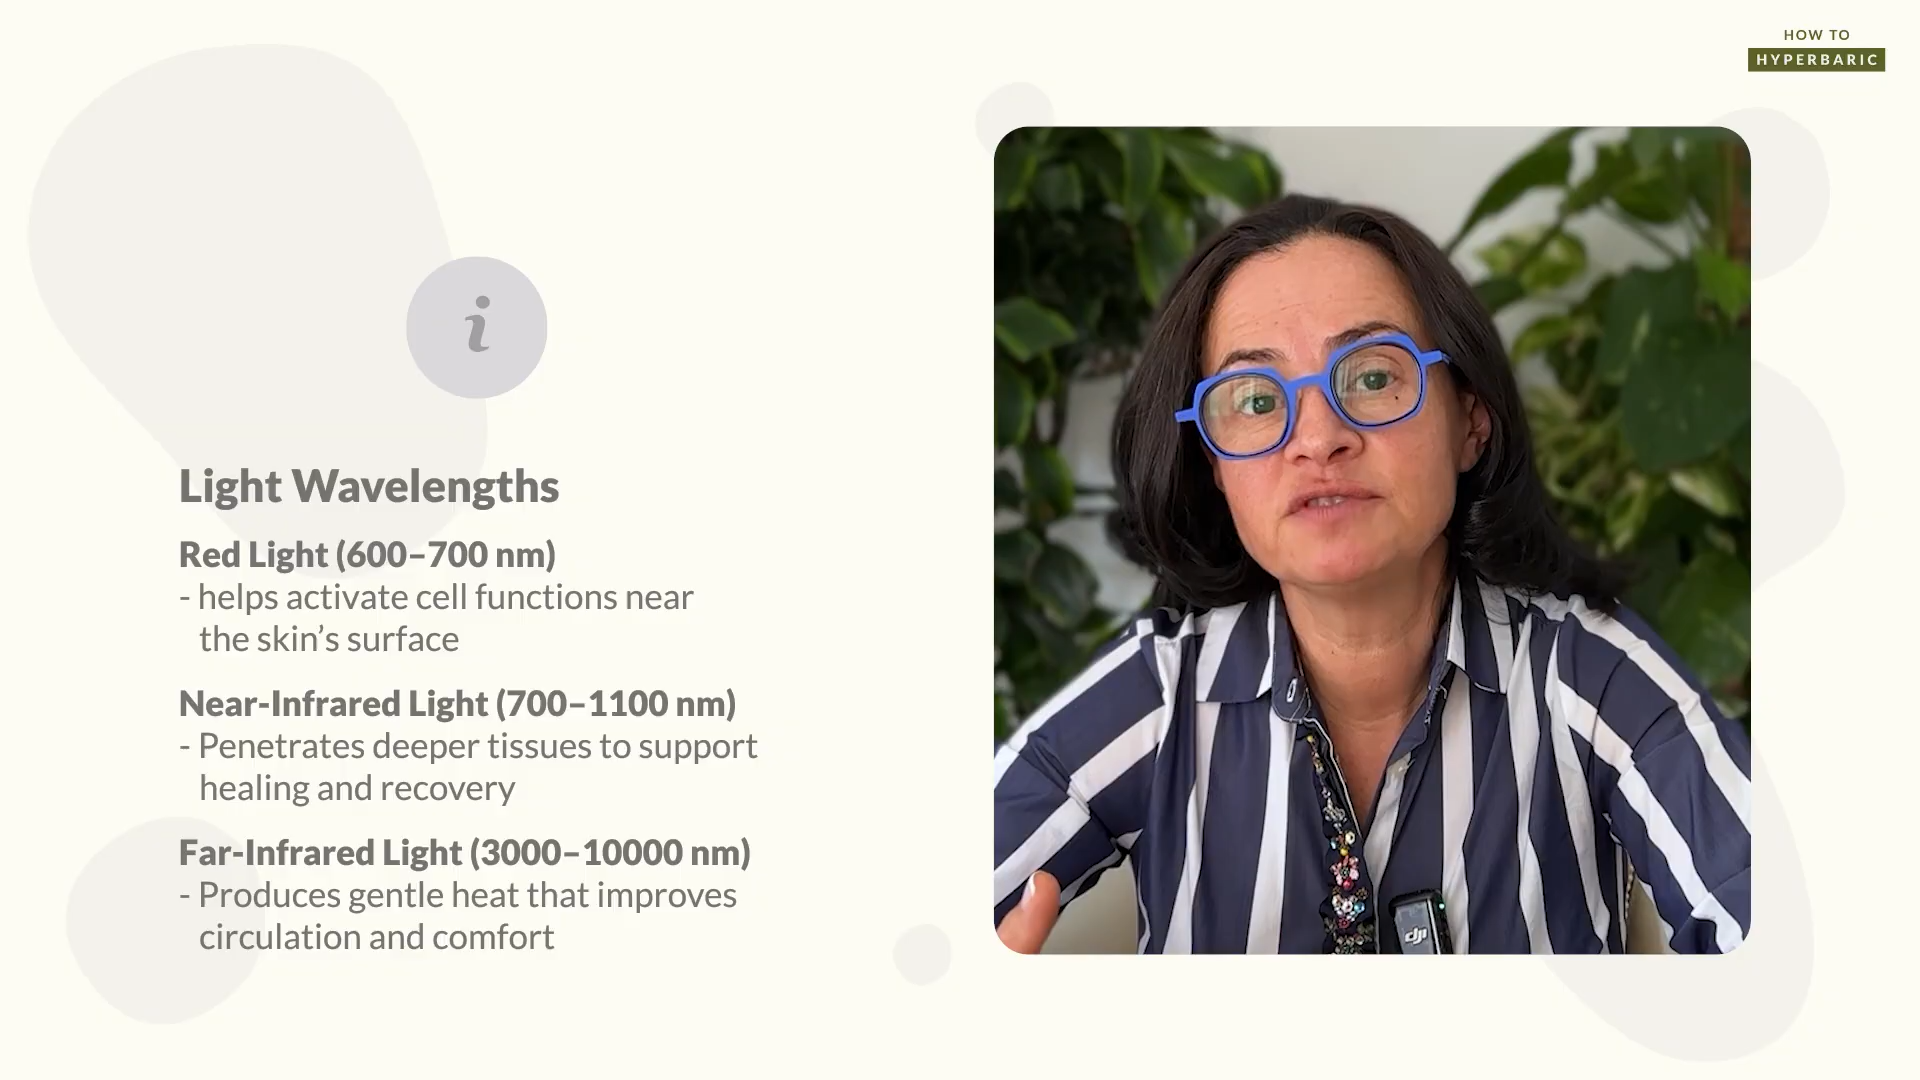 HOW TO
HYPERBARIC
i
Light Wavelengths
Red Light (600–700 nm)
- helps activate cell functions near
the skin’s surface
Near-Infrared Light (700–1100 nm)
- Penetrates deeper tissues to support
healing and recovery
Far-Infrared Light (3000–10000 nm)
- Produces gentle heat that improves
circulation and comfort
dji